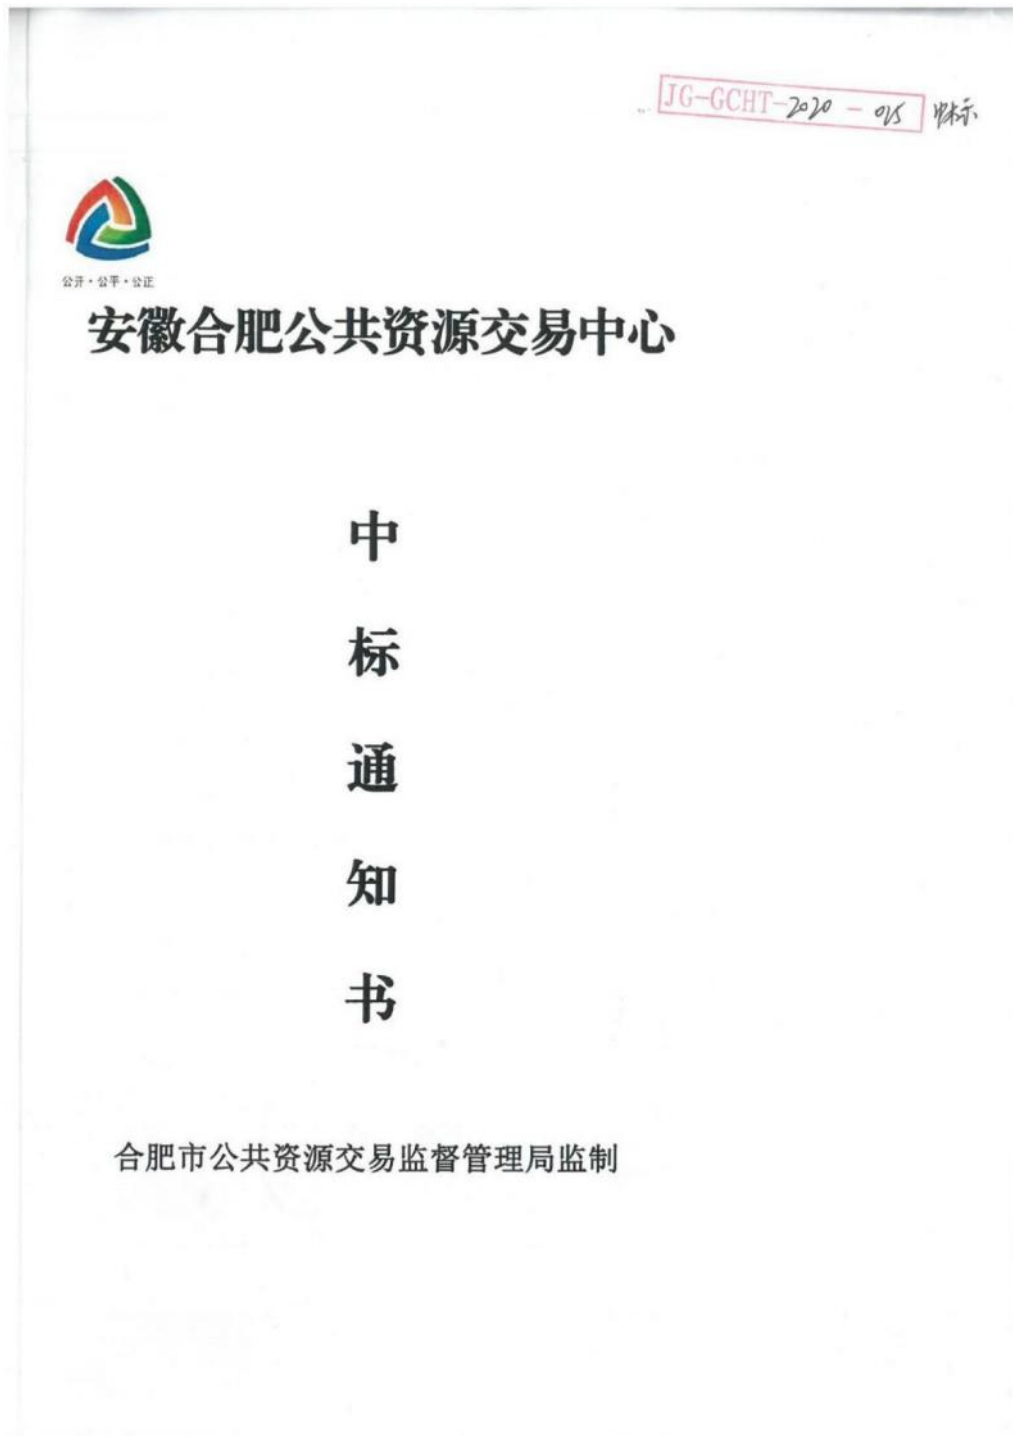 JG-GCHT-2020-025 中标
公开·公平·公正
安徽合肥公共资源交易中心
中
标
通
知
书
合肥市公共资源交易监督管理局监制